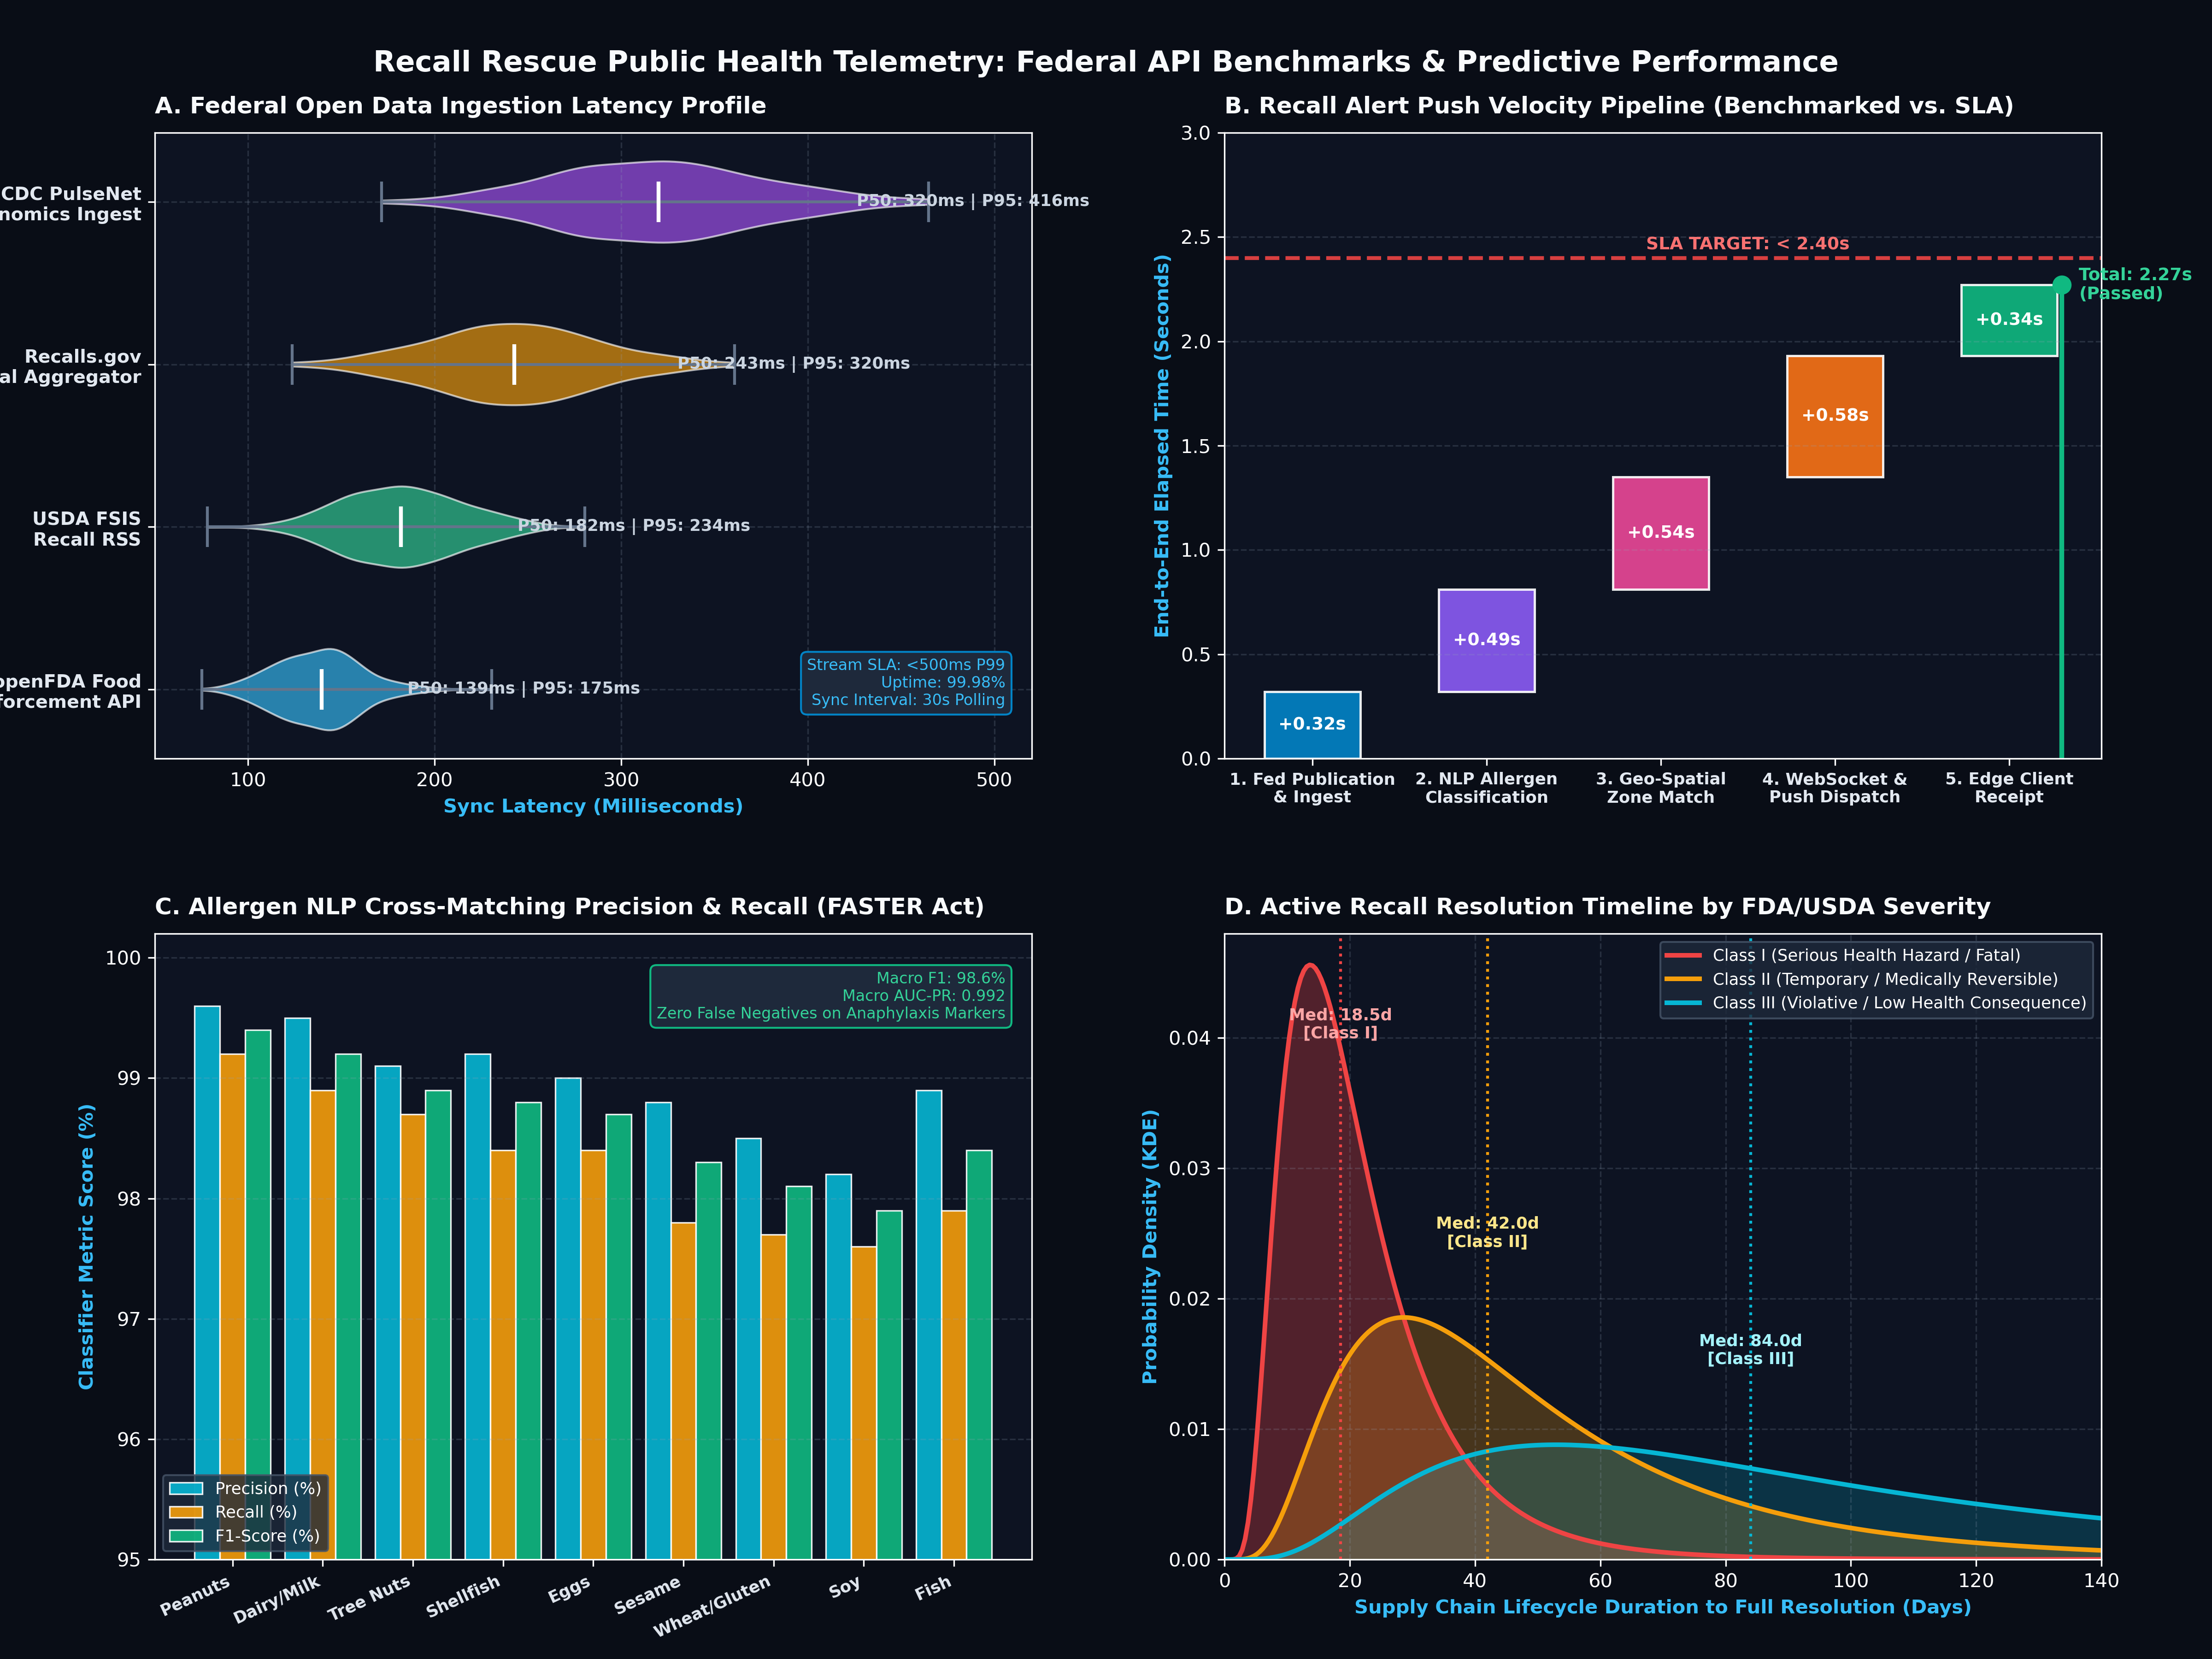 Recall Rescue Public Health Telemetry: Federal API Benchmarks & Predictive Performance
A. Federal Open Data Ingestion Latency Profile
CDC PulseNet
nomics Ingest
P50: 320ms | P95: 416ms
Recalls.gov
al Aggregator
P50: 243ms | P95: 320ms
USDA FSIS
Recall RSS
P50: 182ms | P95: 234ms
openFDA Food
forcement API
P50: 139ms | P95: 175ms
Stream SLA: <500ms P99
Uptime: 99.98%
Sync Interval: 30s Polling
100 200 300 400 500
Sync Latency (Milliseconds)
B. Recall Alert Push Velocity Pipeline (Benchmarked vs. SLA)
End-to-End Elapsed Time (Seconds)
3.0
2.5
2.0
1.5
1.0
0.5
0.0
SLA TARGET: < 2.40s
Total: 2.27s
(Passed)
+0.34s
+0.58s
+0.54s
+0.49s
+0.32s
1. Fed Publication
& Ingest
2. NLP Allergen
Classification
3. Geo-Spatial
Zone Match
4. WebSocket &
Push Dispatch
5. Edge Client
Receipt
C. Allergen NLP Cross-Matching Precision & Recall (FASTER Act)
Classifier Metric Score (%)
100
99
98
97
96
95
Macro F1: 98.6%
Macro AUC-PR: 0.992
Zero False Negatives on Anaphylaxis Markers
Precision (%)
Recall (%)
F1-Score (%)
Peanuts
Dairy/Milk
Tree Nuts
Shellfish
Eggs
Sesame
Wheat/Gluten
Soy
Fish
D. Active Recall Resolution Timeline by FDA/USDA Severity
Probability Density (KDE)
0.04
0.03
0.02
0.01
0.00
Class I (Serious Health Hazard / Fatal)
Class II (Temporary / Medically Reversible)
Class III (Violative / Low Health Consequence)
Med: 18.5d
[Class I]
Med: 42.0d
[Class II]
Med: 84.0d
[Class III]
0 20 40 60 80 100 120 140
Supply Chain Lifecycle Duration to Full Resolution (Days)